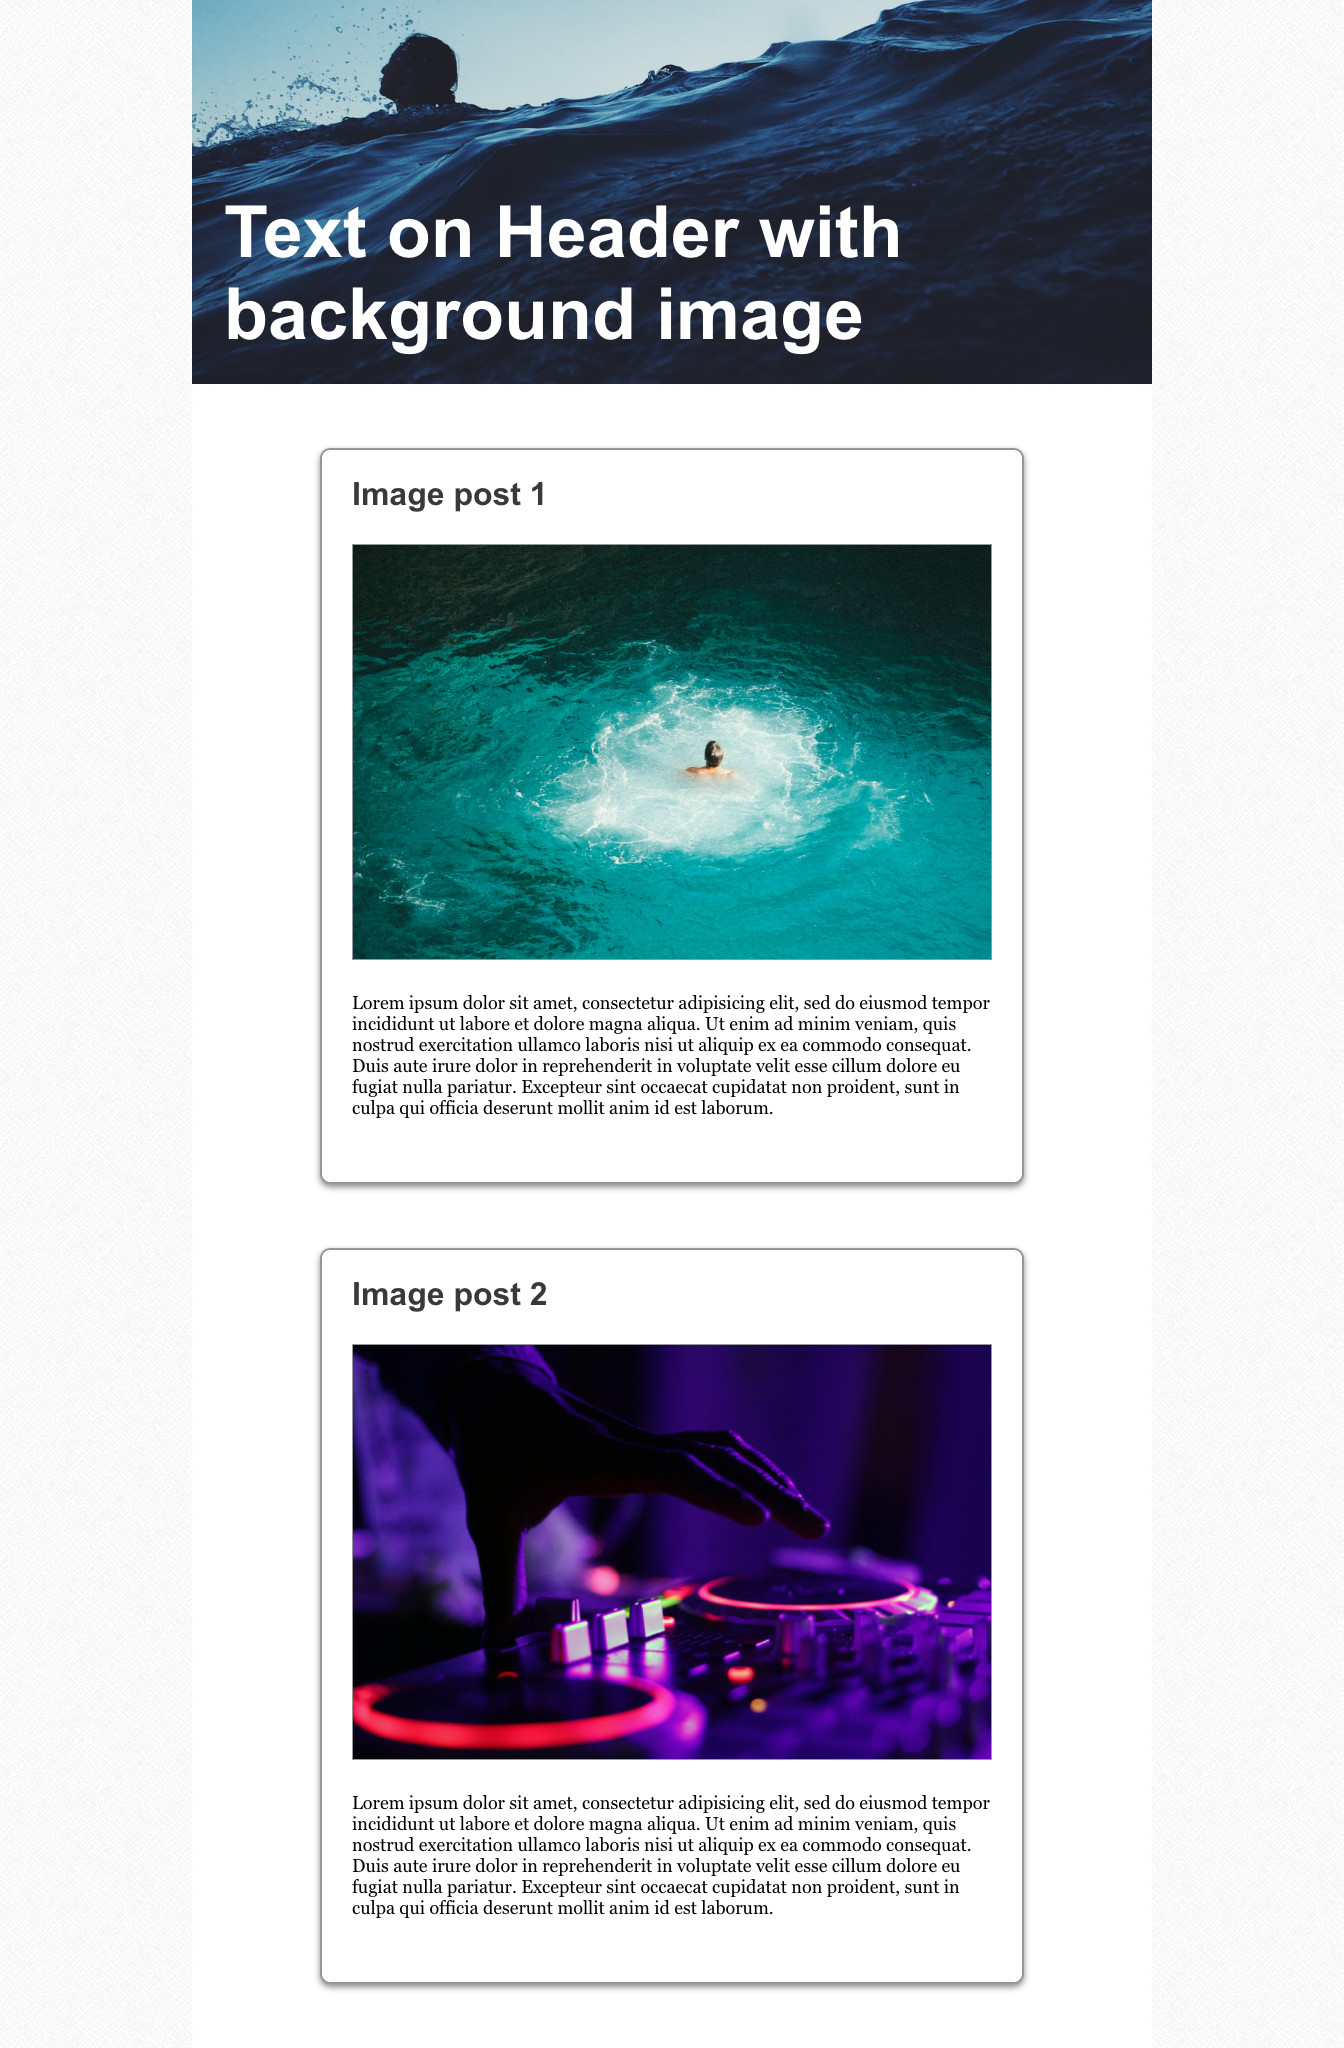 Text on Header with
background image
Image post 1
Lorem ipsum dolor sit amet, consectetur adipisicing elit, sed do eiusmod tempor
incididunt ut labore et dolore magna aliqua. Ut enim ad minim veniam, quis
nostrud exercitation ullamco laboris nisi ut aliquip ex ea commodo consequat.
Duis aute irure dolor in reprehenderit in voluptate velit esse cillum dolore eu
fugiat nulla pariatur. Excepteur sint occaecat cupidatat non proident, sunt in
culpa qui officia deserunt mollit anim id est laborum.
Image post 2
Lorem ipsum dolor sit amet, consectetur adipisicing elit, sed do eiusmod tempor
incididunt ut labore et dolore magna aliqua. Ut enim ad minim veniam, quis
nostrud exercitation ullamco laboris nisi ut aliquip ex ea commodo consequat.
Duis aute irure dolor in reprehenderit in voluptate velit esse cillum dolore eu
fugiat nulla pariatur. Excepteur sint occaecat cupidatat non proident, sunt in
culpa qui officia deserunt mollit anim id est laborum.